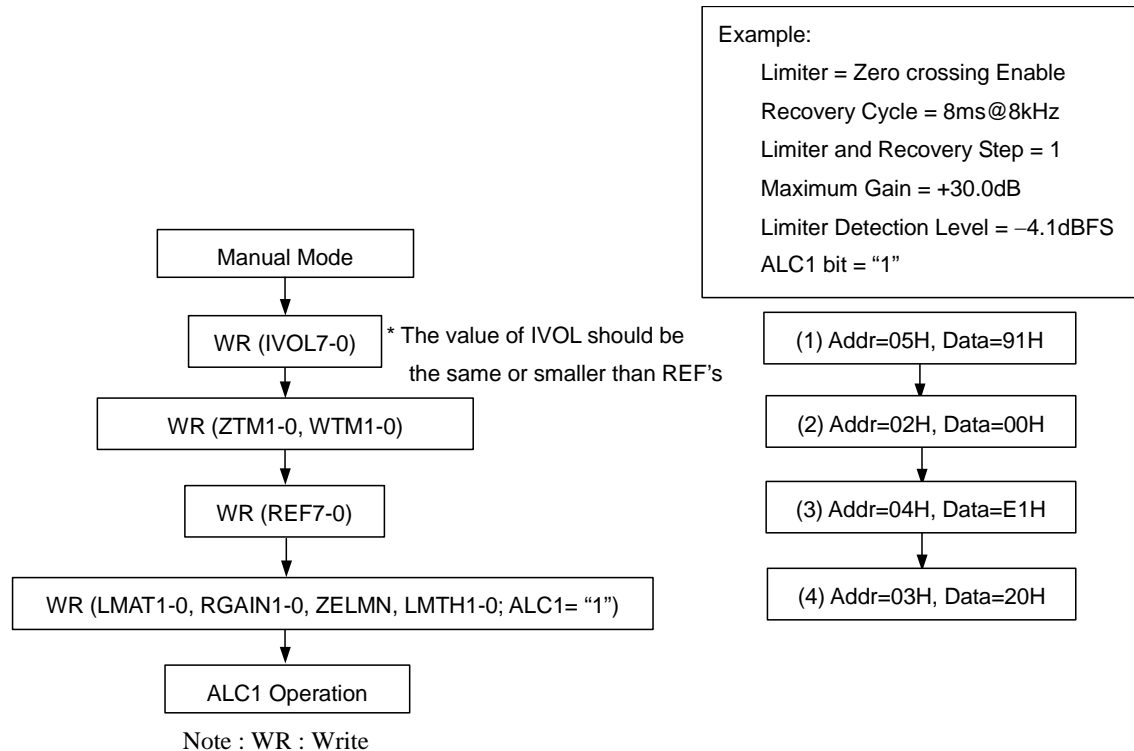 Example:
Limiter = Zero crossing Enable
Recovery Cycle = 8ms@8kHz
Limiter and Recovery Step = 1
Maximum Gain = +30.0dB
Limiter Detection Level = −4.1dBFS
ALC1 bit = “1”
Manual Mode
WR (IVOL7-0)
* The value of IVOL should be
the same or smaller than REF’s
WR (ZTM1-0, WTM1-0)
WR (REF7-0)
WR (LMAT1-0, RGAIN1-0, ZELMN, LMTH1-0; ALC1= “1”)
ALC1 Operation
Note : WR : Write
(1) Addr=05H, Data=91H
(2) Addr=02H, Data=00H
(3) Addr=04H, Data=E1H
(4) Addr=03H, Data=20H